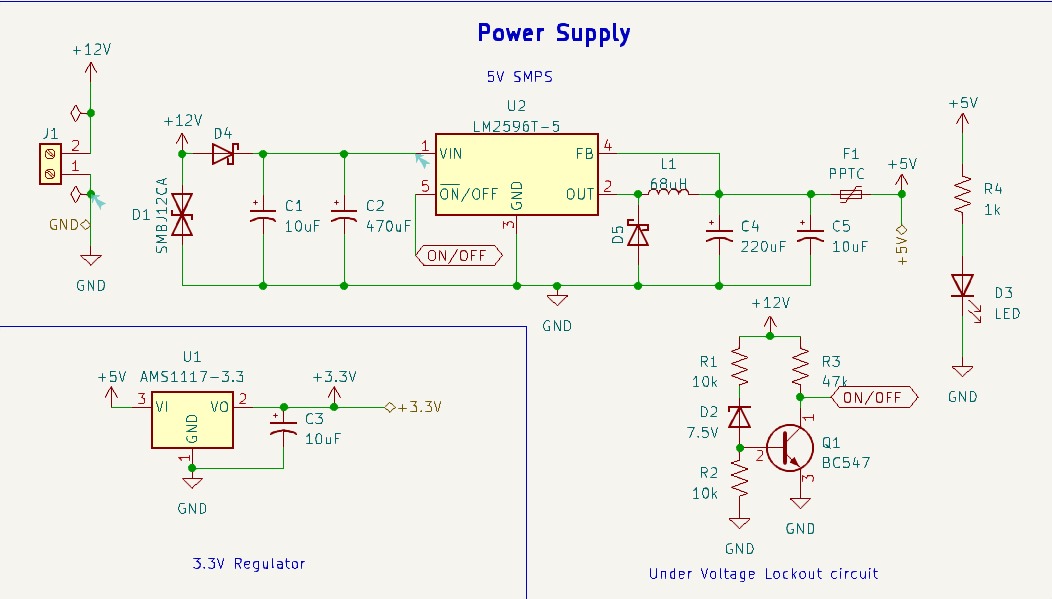 Power Supply
5V SMPS
+12V
J1
2
1
GND
GND
+12V
D4
D1
SMBJ12CA
C1
10uF
C2
470uF
U2
LM2596T-5
1
VIN
5
ON/OFF
GND
3
FB
4
OUT
2
ON/OFF
GND
L1
68uH
D5
C4
220uF
C5
10uF
F1
PPTC
+5V
+5V
+5V
R4
1k
D3
LED
GND
U1
AMS1117-3.3
+5V
3
VI
VO
2
GND
1
GND
+3.3V
+3.3V
C3
10uF
3.3V Regulator
+12V
R1
10k
D2
7.5V
R2
10k
GND
R3
47k
ON/OFF
1
2
3
Q1
BC547
GND
Under Voltage Lockout circuit